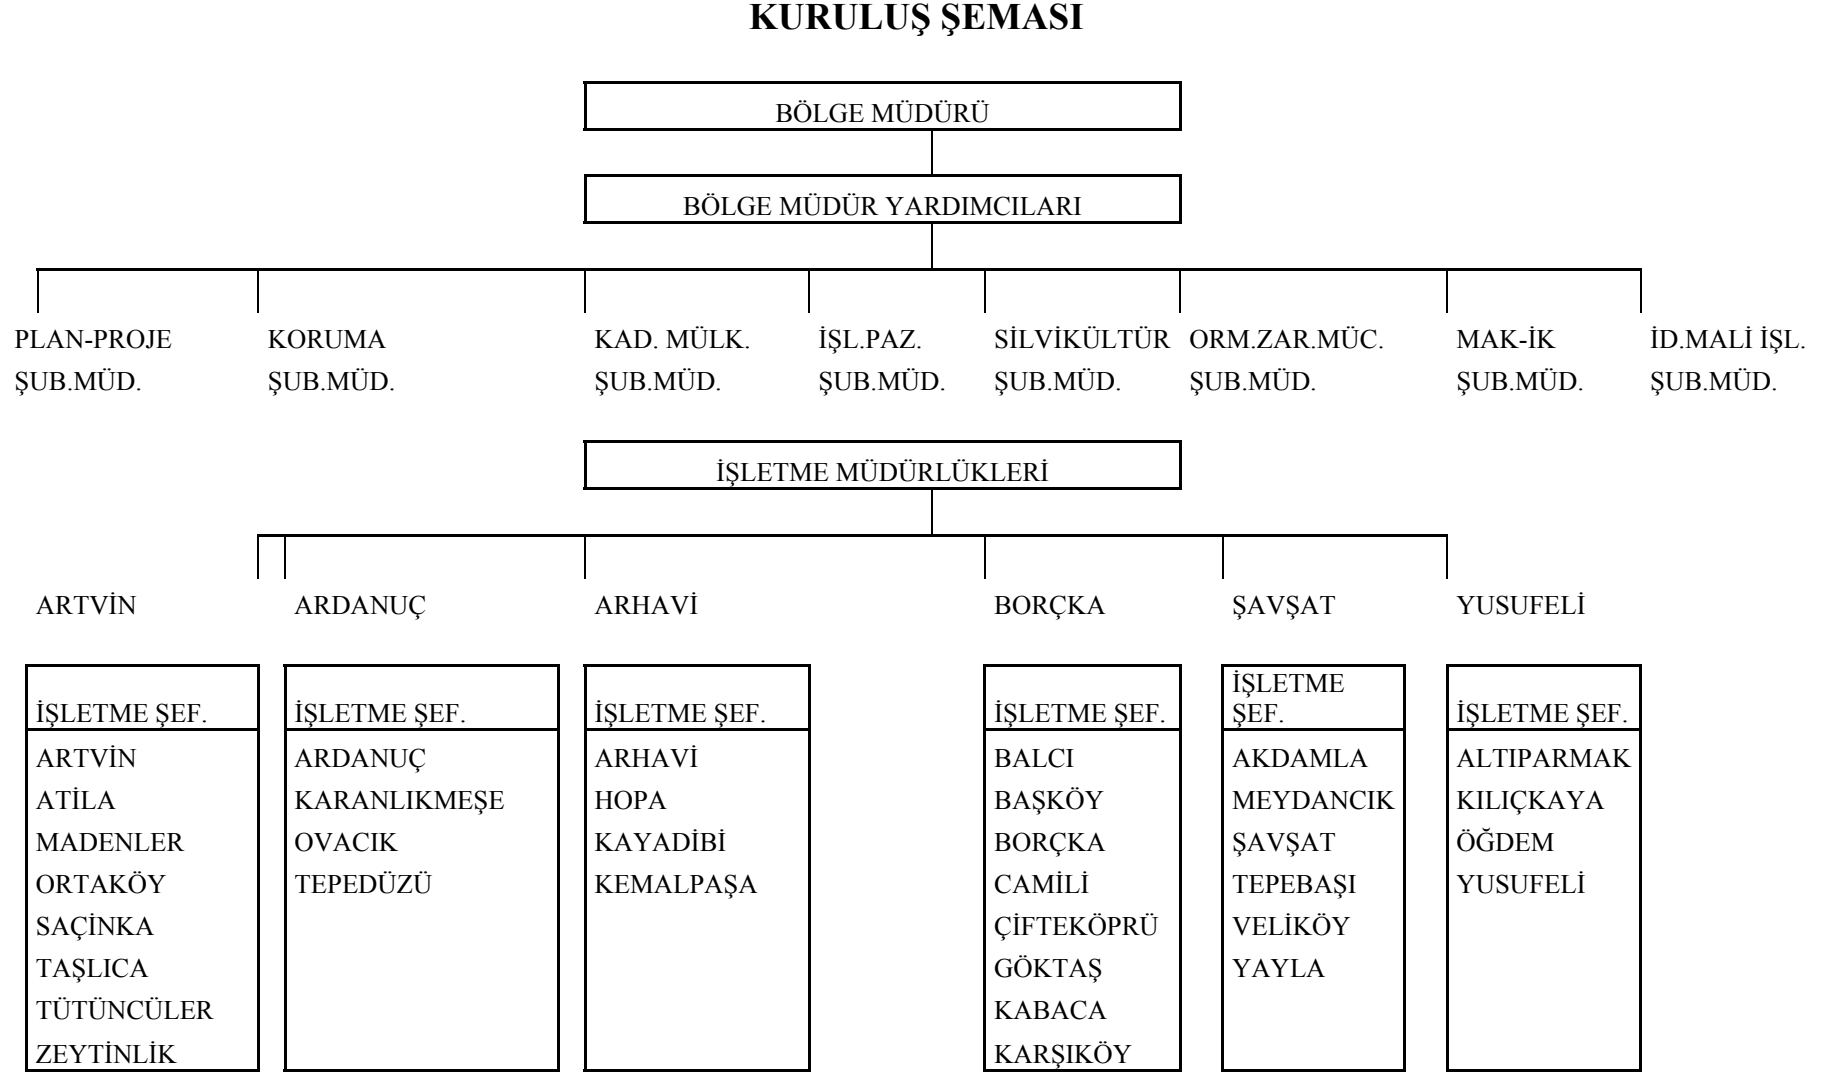 KURULUŞ ŞEMASI
BÖLGE MÜDÜRÜ
BÖLGE MÜDÜR YARDIMCILARI
PLAN-PROJE KORUMA KAD. MÜLK. İŞL.PAZ. SİLVİKÜLTÜR ORM.ZAR.MÜC. MAK-İK İD.MALİ İŞL.
ŞUB.MÜD. ŞUB.MÜD. ŞUB.MÜD. ŞUB.MÜD. ŞUB.MÜD. ŞUB.MÜD. ŞUB.MÜD. ŞUB.MÜD.
İŞLETME MÜDÜRLÜKLERİ
ARTVİN ARDANUÇ ARHAVİ BORÇKA ŞAVŞAT YUSUFELİ
İŞLETME
İŞLETME ŞEF. İŞLETME ŞEF. İŞLETME ŞEF. İŞLETME ŞEF. ŞEF. İŞLETME ŞEF.
ARTVİN ARDANUÇ ARHAVİ BALCI AKDAMLA ALTIPARMAK
ATİLA KARANLIKMEŞE HOPA BAŞKÖY MEYDANCIK KILIÇKAYA
MADENLER OVACIK KAYADİBİ BORÇKA ŞAVŞAT ÖĞDEM
ORTAKÖY TEPEDÜZÜ KEMALPAŞA CAMİLİ TEPEBAŞI YUSUFELİ
SAÇİNKA ÇİFTEKÖPRÜ VELİKÖY
TAŞLICA GÖKTAŞ YAYLA
TÜTÜNCÜLER KABACA
ZEYTİNLİK KARŞIKÖY